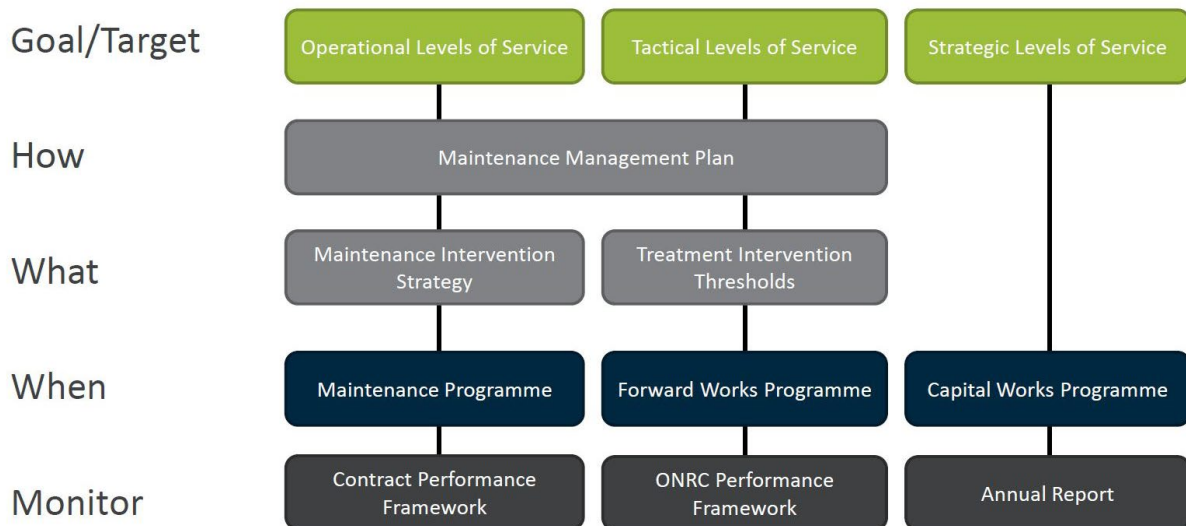 Goal/Target
Operational Levels of Service
Tactical Levels of Service
Strategic Levels of Service
How
Maintenance Management Plan
What
Maintenance Intervention
Strategy
Treatment Intervention
Thresholds
When
Maintenance Programme
Forward Works Programme
Capital Works Programme
Monitor
Contract Performance
Framework
ONRC Performance
Framework
Annual Report